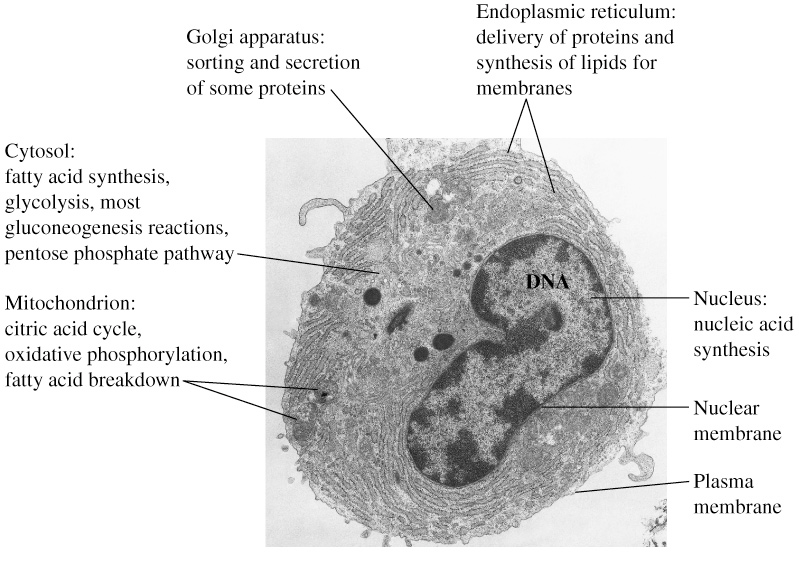 Endoplasmic reticulum:
delivery of proteins and
synthesis of lipids for
membranes
Golgi apparatus:
sorting and secretion
of some proteins
Cytosol:
fatty acid synthesis,
glycolysis, most
gluconeogenesis reactions,
pentose phosphate pathway
Mitochondrion:
citric acid cycle,
oxidative phosphorylation,
fatty acid breakdown
DNA
Nucleus:
nucleic acid
synthesis
Nuclear
membrane
Plasma
membrane